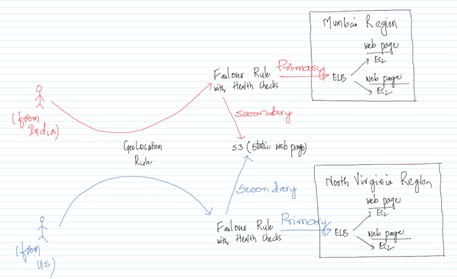 Mumbai Region
web page
EC2
ELB
web page
EC2
Primary
Failover Rule
with Health checks
secondary
(from
India)
GeoLocation
Rule
S3 (static web page)
secondary
North Virginia Region
web page
EC2
ELB
web page
EC2
Primary
Failover Rule
with Health checks
(from
US)